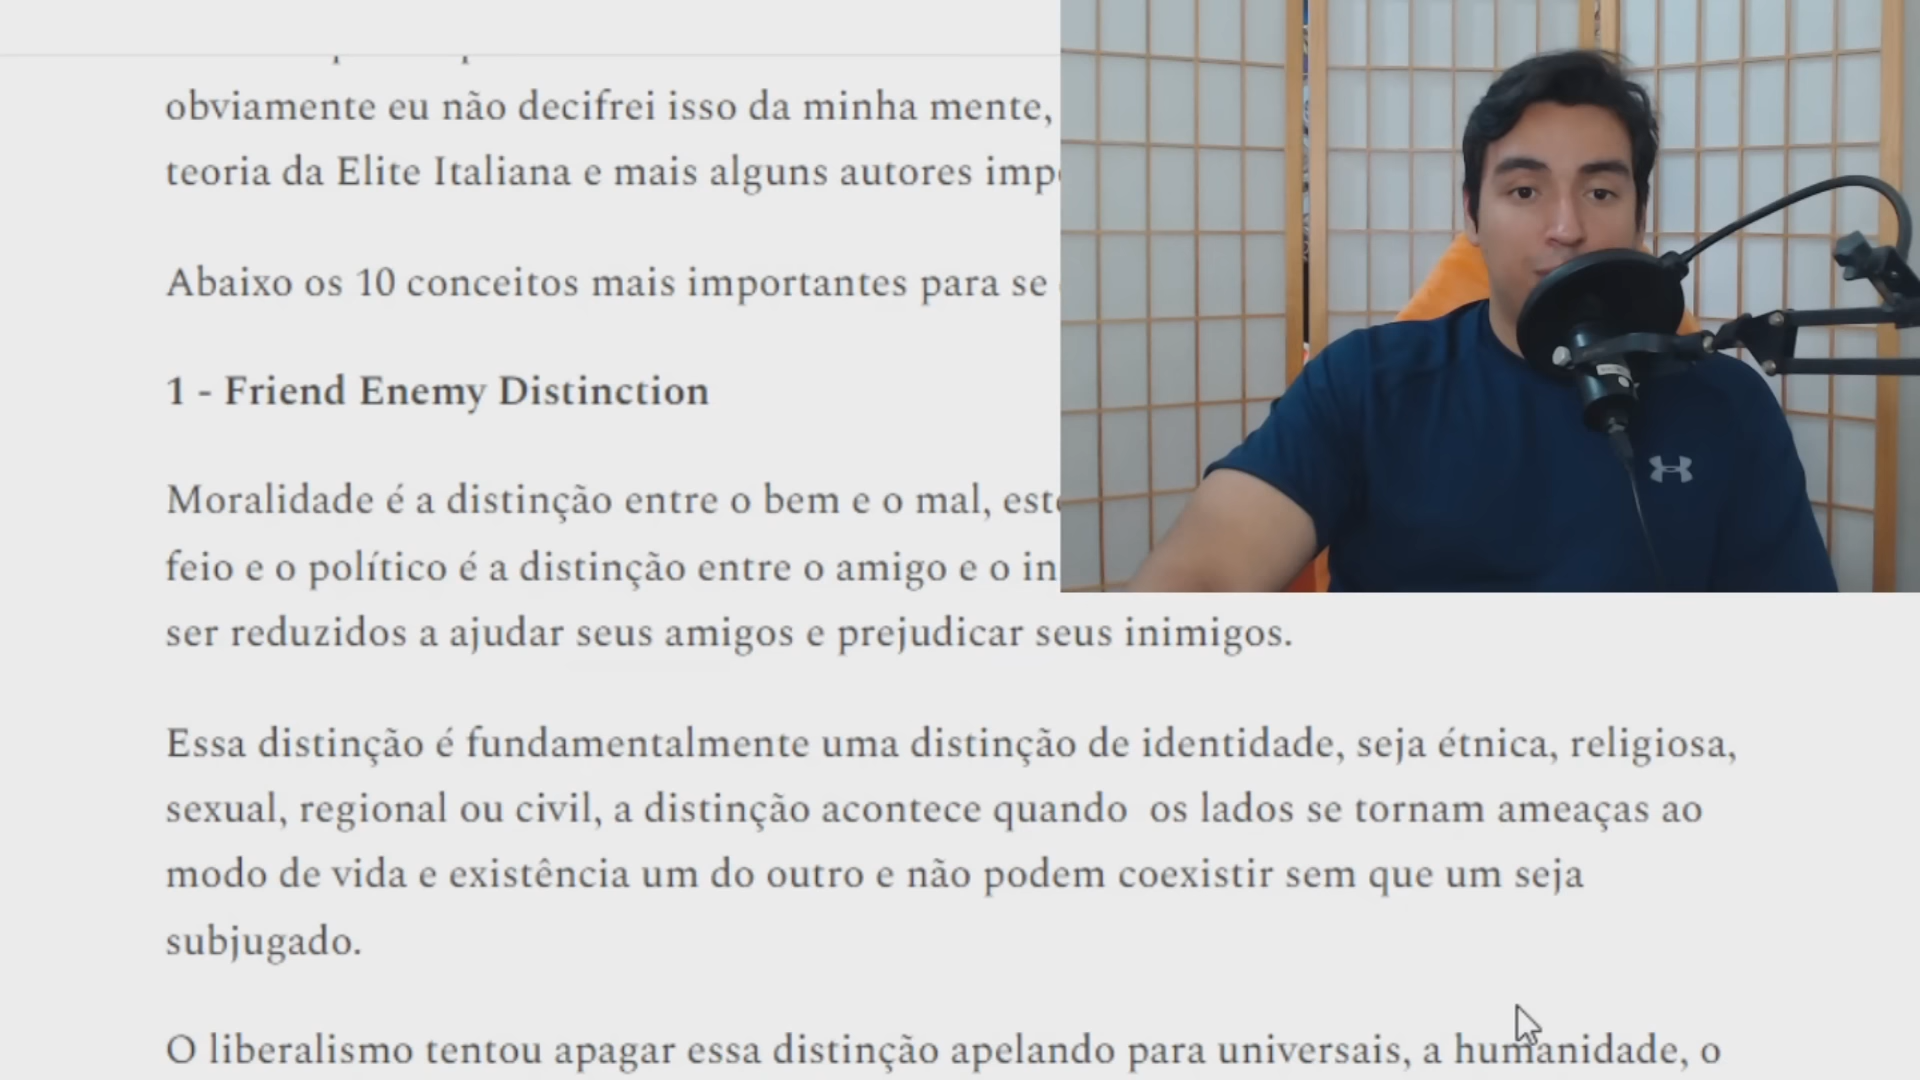 obviamente eu não decifrei isso da minha mente,
teoria da Elite Italiana e mais alguns autores
Abaixo os 10 conceitos mais importantes para se
1 - Friend Enemy Distinction
Moralidade é a distinção entre o bem e o mal,
feio e o político é a distinção entre o amigo e o
ser reduzidos a ajudar seus amigos e prejudicar seus inimigos.
Essa distinção é fundamentalmente uma distinção de identidade, seja étnica, religiosa,
sexual, regional ou civil, a distinção acontece quando os lados se tornam ameaças ao
modo de vida e existência um do outro e não podem coexistir sem que um seja
subjugado.
O liberalismo tentou apagar essa distinção apelando para universais, a humanidade, o